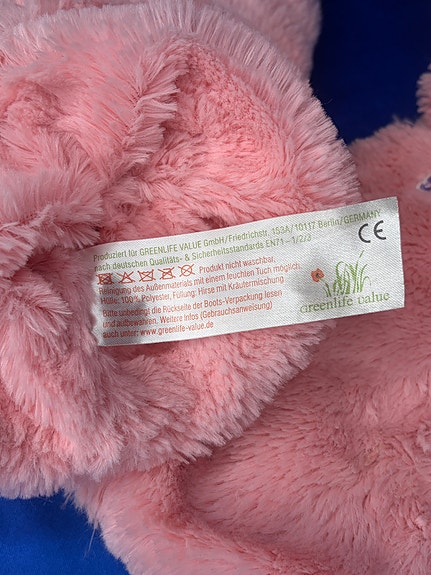 Produziert für GREENLIFE VALUE GmbH/Friedrichstr. 153A/10117 Berlin/GERMANY
nach deutschen Qualitäts- & Sicherheitsstandards EN71 - 1/2/3
CE
Produkt nicht waschbar,
Reinigung des Außenmaterials mit einem feuchten Tuch möglich.
Hülle: 100% Polyester, Füllung: Hirse mit Kräutermischung
Bitte unbedingt die Rückseite der Boots-Verpackung lesen
und aufbewahren. Weitere Infos (Gebrauchsanweisung)
auch unter: www.greenlife-value.de
greenlife value